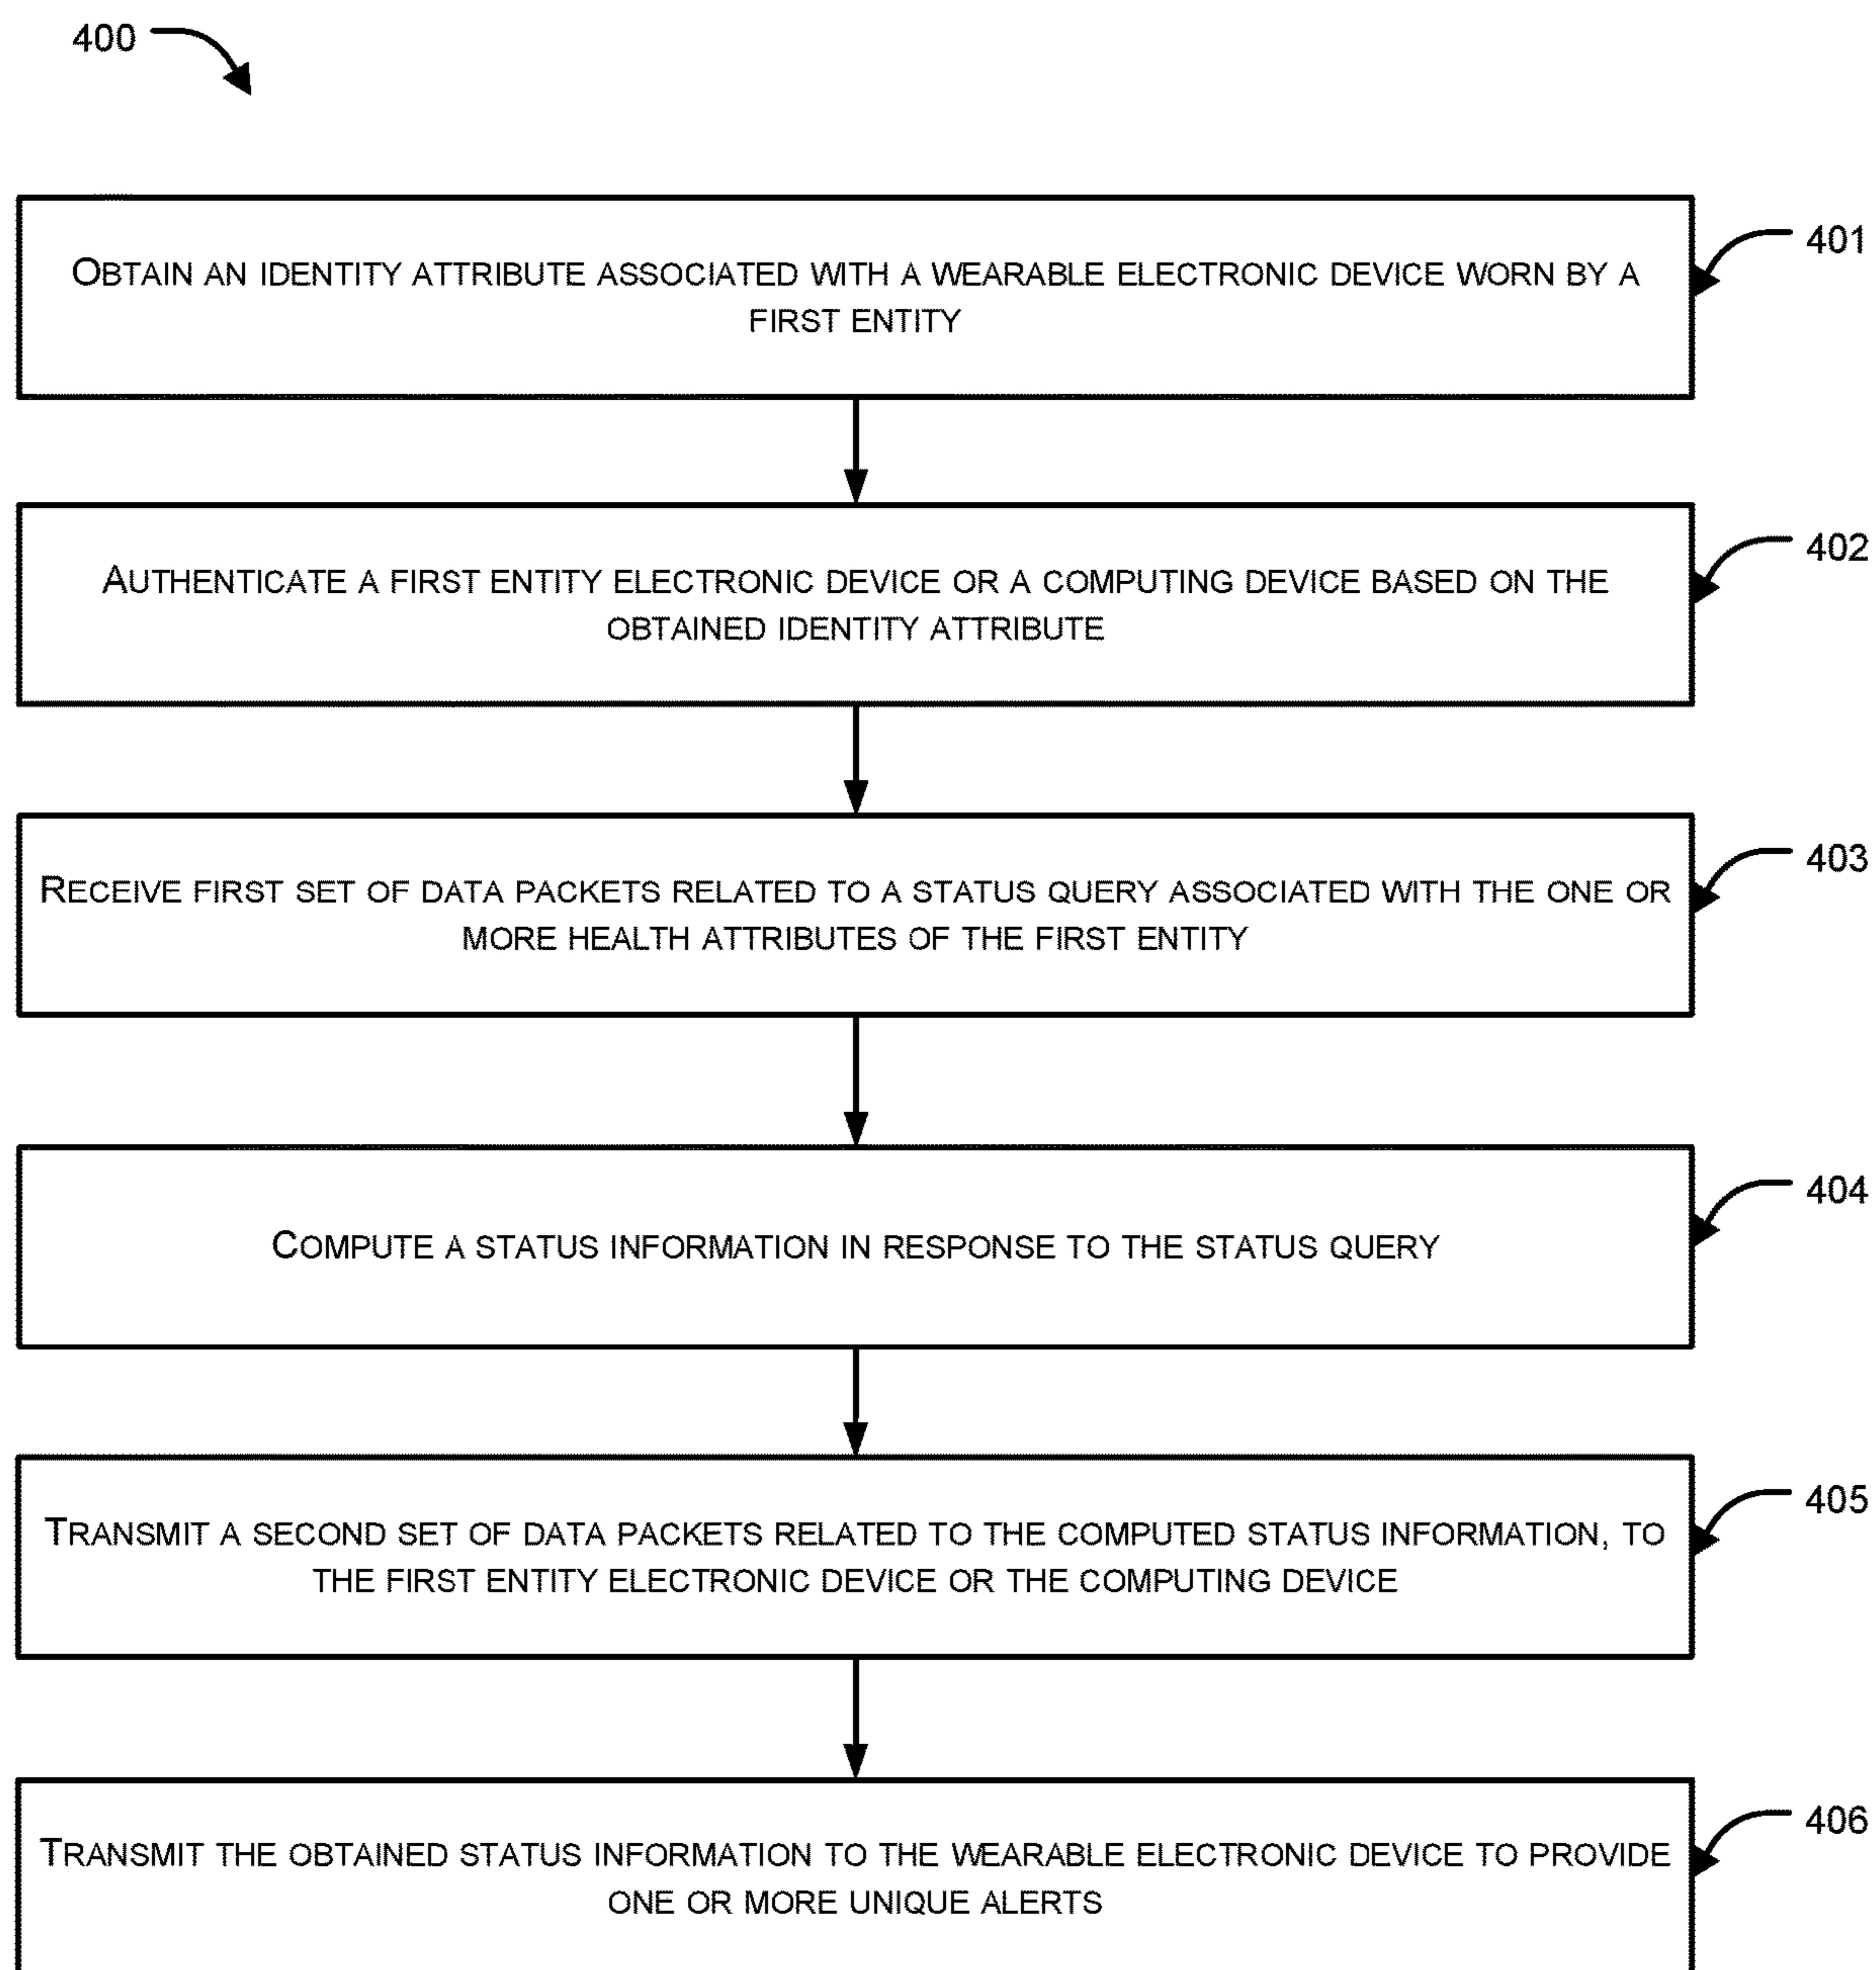 400
OBTAIN AN IDENTITY ATTRIBUTE ASSOCIATED WITH A WEARABLE ELECTRONIC DEVICE WORN BY A
FIRST ENTITY
401
AUTHENTICATE A FIRST ENTITY ELECTRONIC DEVICE OR A COMPUTING DEVICE BASED ON THE
OBTAINED IDENTITY ATTRIBUTE
402
RECEIVE FIRST SET OF DATA PACKETS RELATED TO A STATUS QUERY ASSOCIATED WITH THE ONE OR
MORE HEALTH ATTRIBUTES OF THE FIRST ENTITY
403
COMPUTE A STATUS INFORMATION IN RESPONSE TO THE STATUS QUERY
404
TRANSMIT A SECOND SET OF DATA PACKETS RELATED TO THE COMPUTED STATUS INFORMATION, TO
THE FIRST ENTITY ELECTRONIC DEVICE OR THE COMPUTING DEVICE
405
TRANSMIT THE OBTAINED STATUS INFORMATION TO THE WEARABLE ELECTRONIC DEVICE TO PROVIDE
ONE OR MORE UNIQUE ALERTS
406